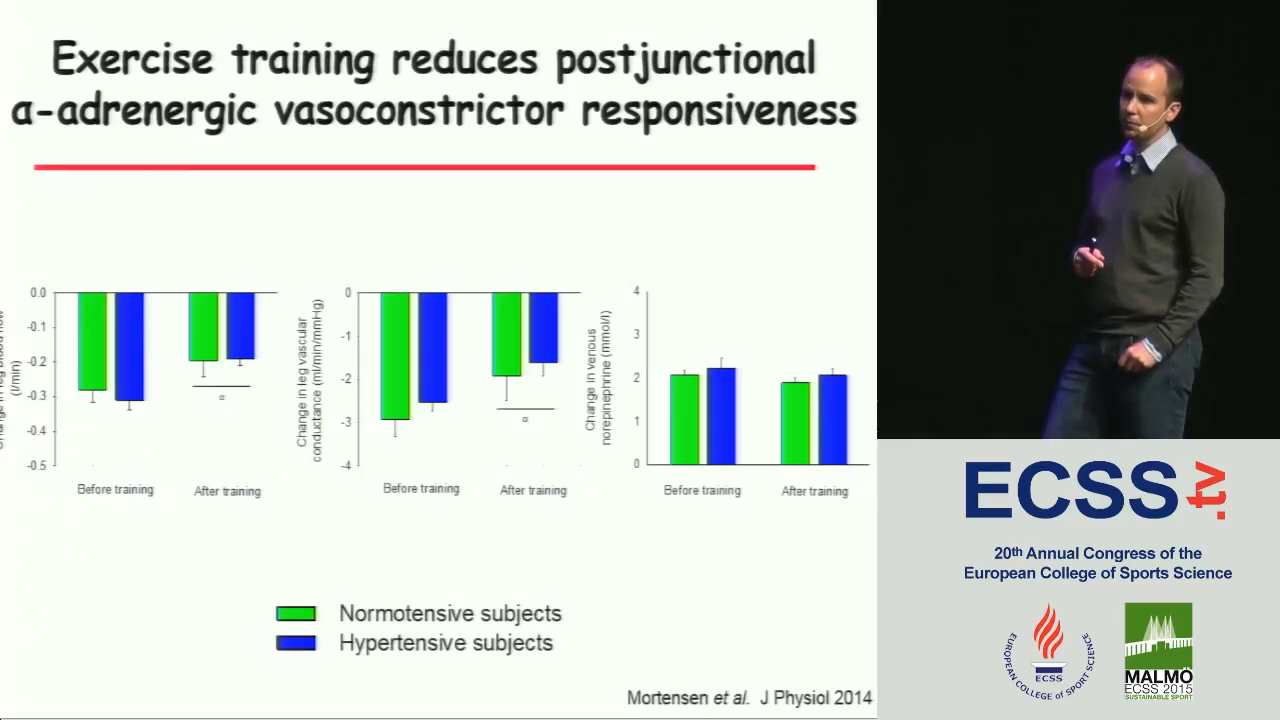 Exercise training reduces postjunctional
α-adrenergic vasoconstrictor responsiveness
0.0
-0.1
-0.2
-0.3
-0.4
-0.5
(l/min)
Before training
After training
¤
Change in leg vascular
conductance (ml/min/mmHg)
0
-1
-2
-3
-4
Before training
After training
¤
Change in venous
norepinephrine (mmol/l)
4
3
2
1
0
Before training
After training
Normotensive subjects
Hypertensive subjects
Mortensen et al. J Physiol 2014
ECSS.tv
20th Annual Congress of the
European College of Sports Science
EUROPEAN COLLEGE OF SPORT SCIENCE
ECSS
MALMÖ
ECSS 2015
SUSTAINABLE SPORT